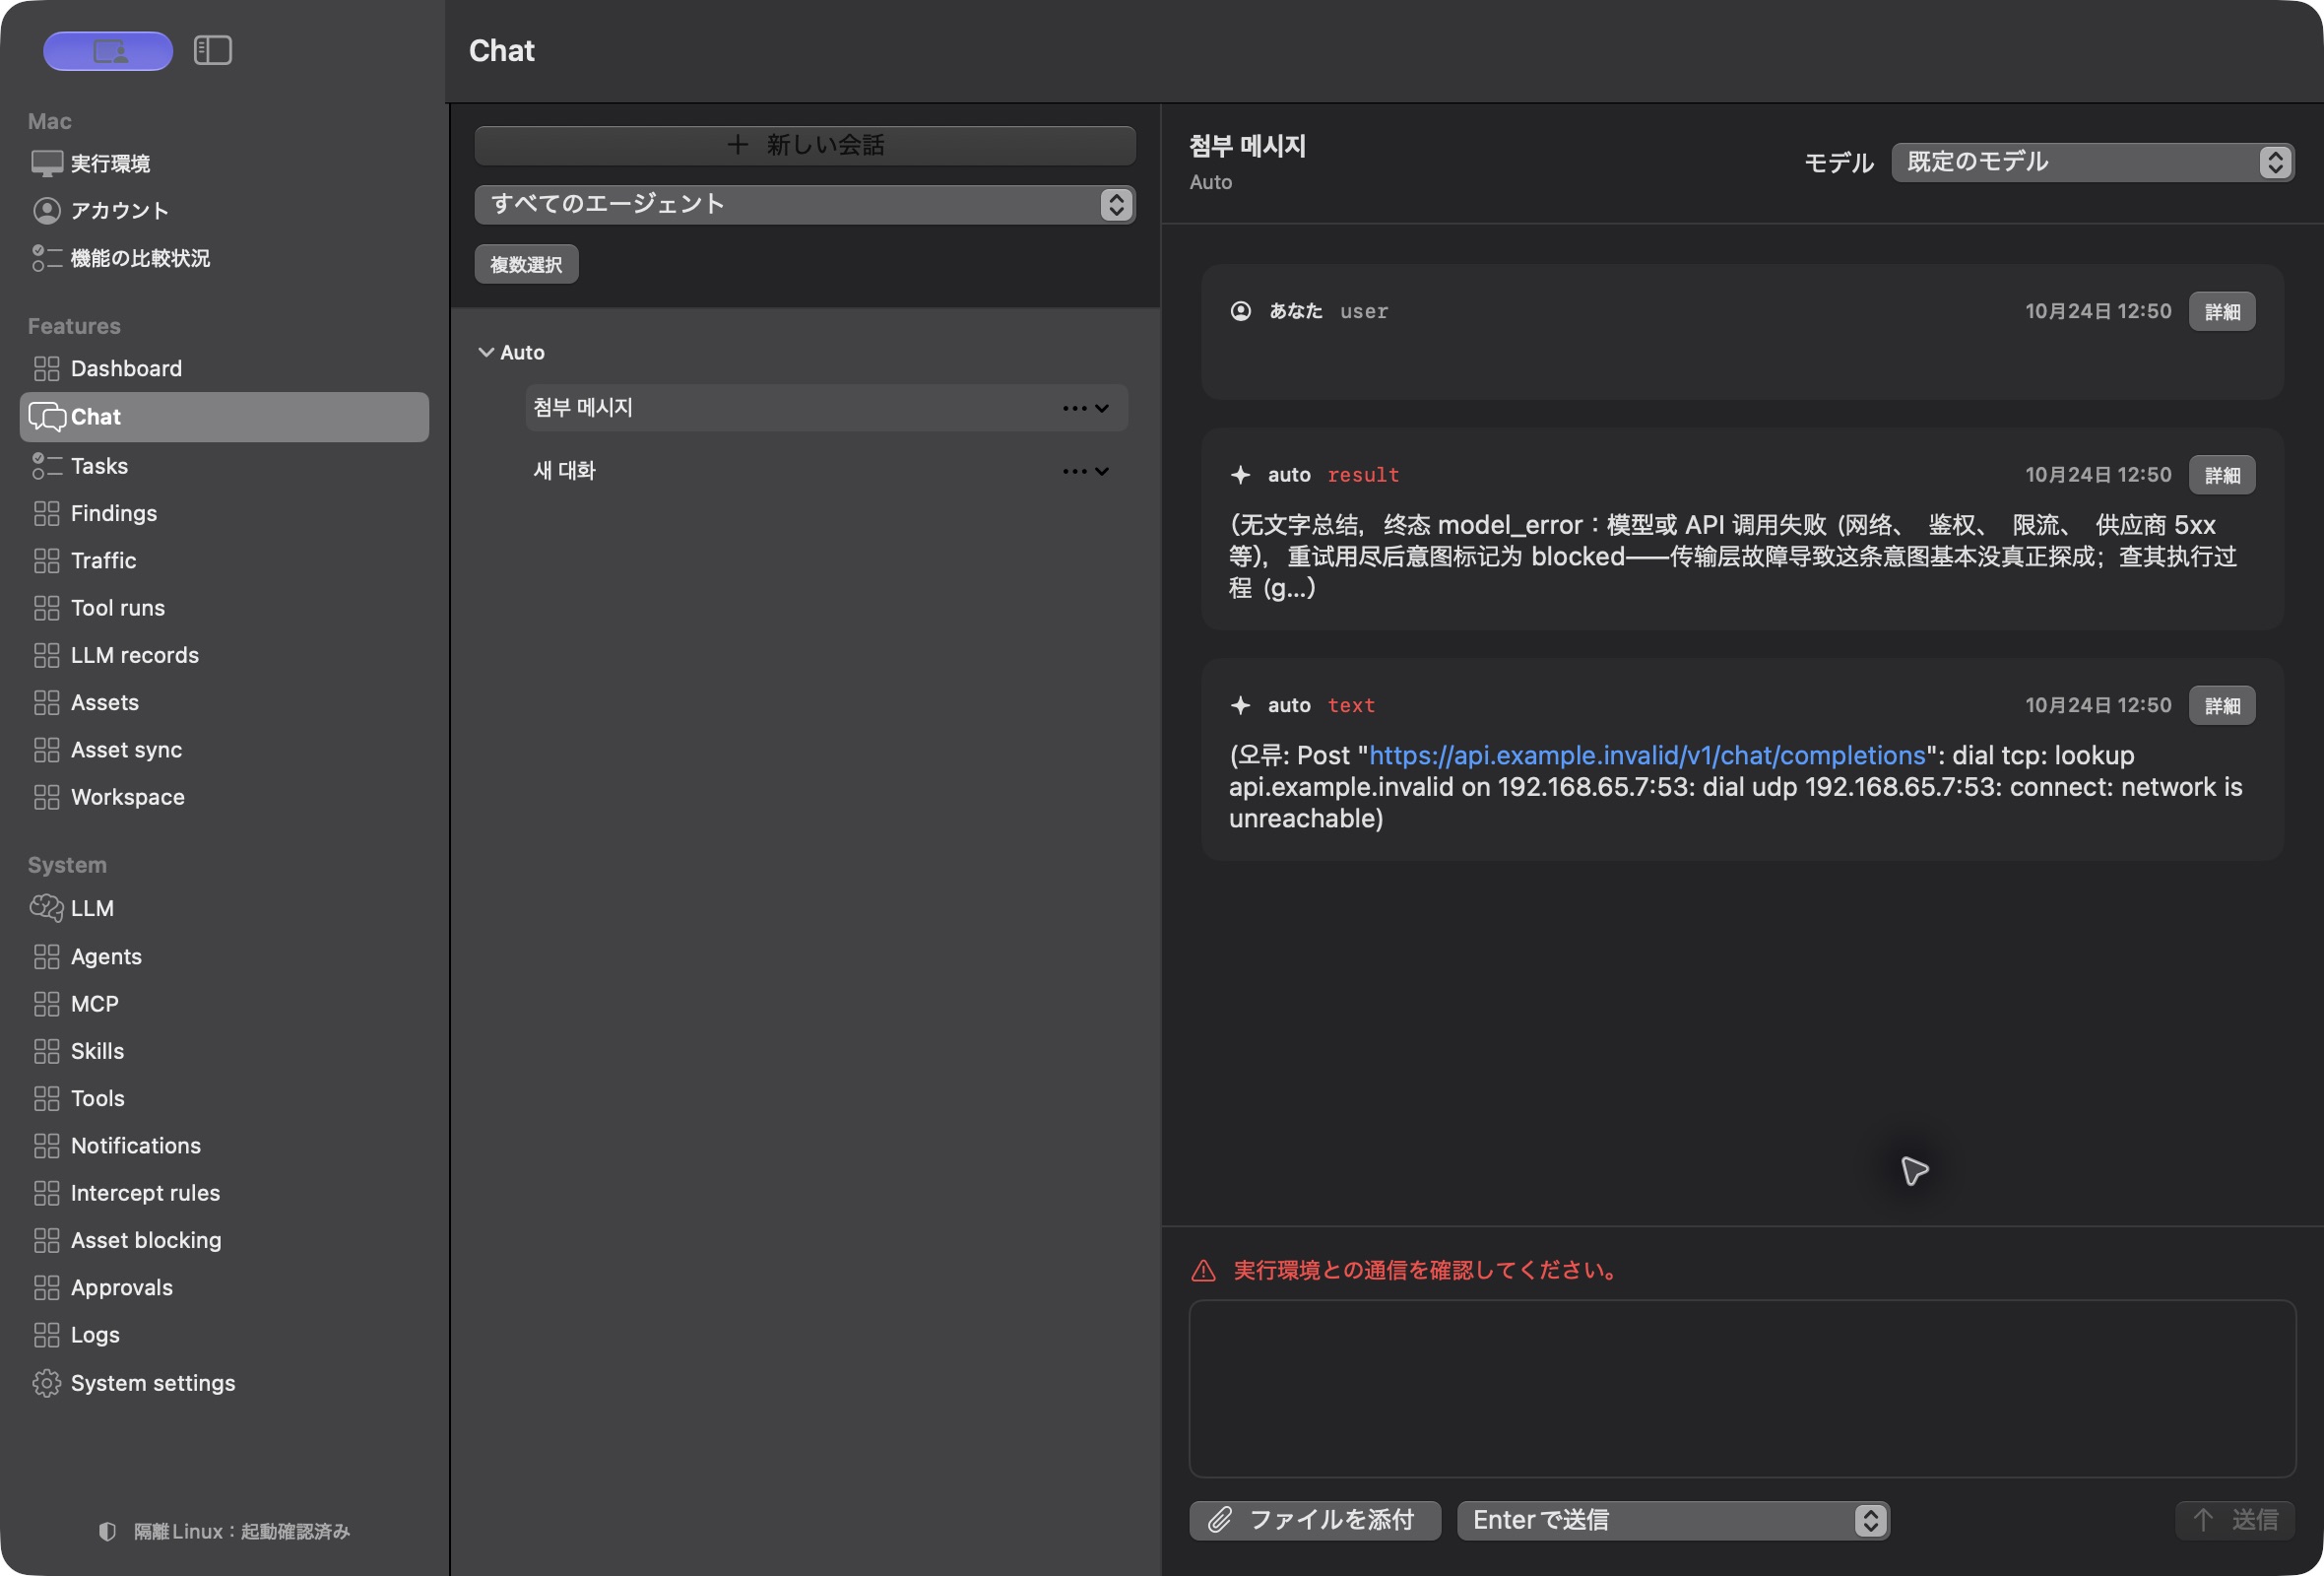 Mac
実行環境
アカウント
機能の比較状況
Features
Dashboard
Chat
Tasks
Findings
Traffic
Tool runs
LLM records
Assets
Asset sync
Workspace
System
LLM
Agents
MCP
Skills
Tools
Notifications
Intercept rules
Asset blocking
Approvals
Logs
System settings
隔離Linux：起動確認済み
Chat
新しい会話
すべてのエージェント
複数選択
Auto
첨부 메시지
새 대화
첨부 메시지
Auto
モデル 既定のモデル
あなた user 10月24日 12:50 詳細
auto result 10月24日 12:50 詳細
（无文字总结，终态 model_error：模型或 API 调用失败（网络、鉴权、限流、供应商 5xx
等），重试用尽后意图标记为 blocked——传输层故障导致这条意图基本没真正探成；查其执行过
程（g…）
auto text 10月24日 12:50 詳細
(오류: Post "https://api.example.invalid/v1/chat/completions": dial tcp: lookup
api.example.invalid on 192.168.65.7:53: dial udp 192.168.65.7:53: connect: network is
unreachable)
実行環境との通信を確認してください。
ファイルを添付 Enterで送信 送信